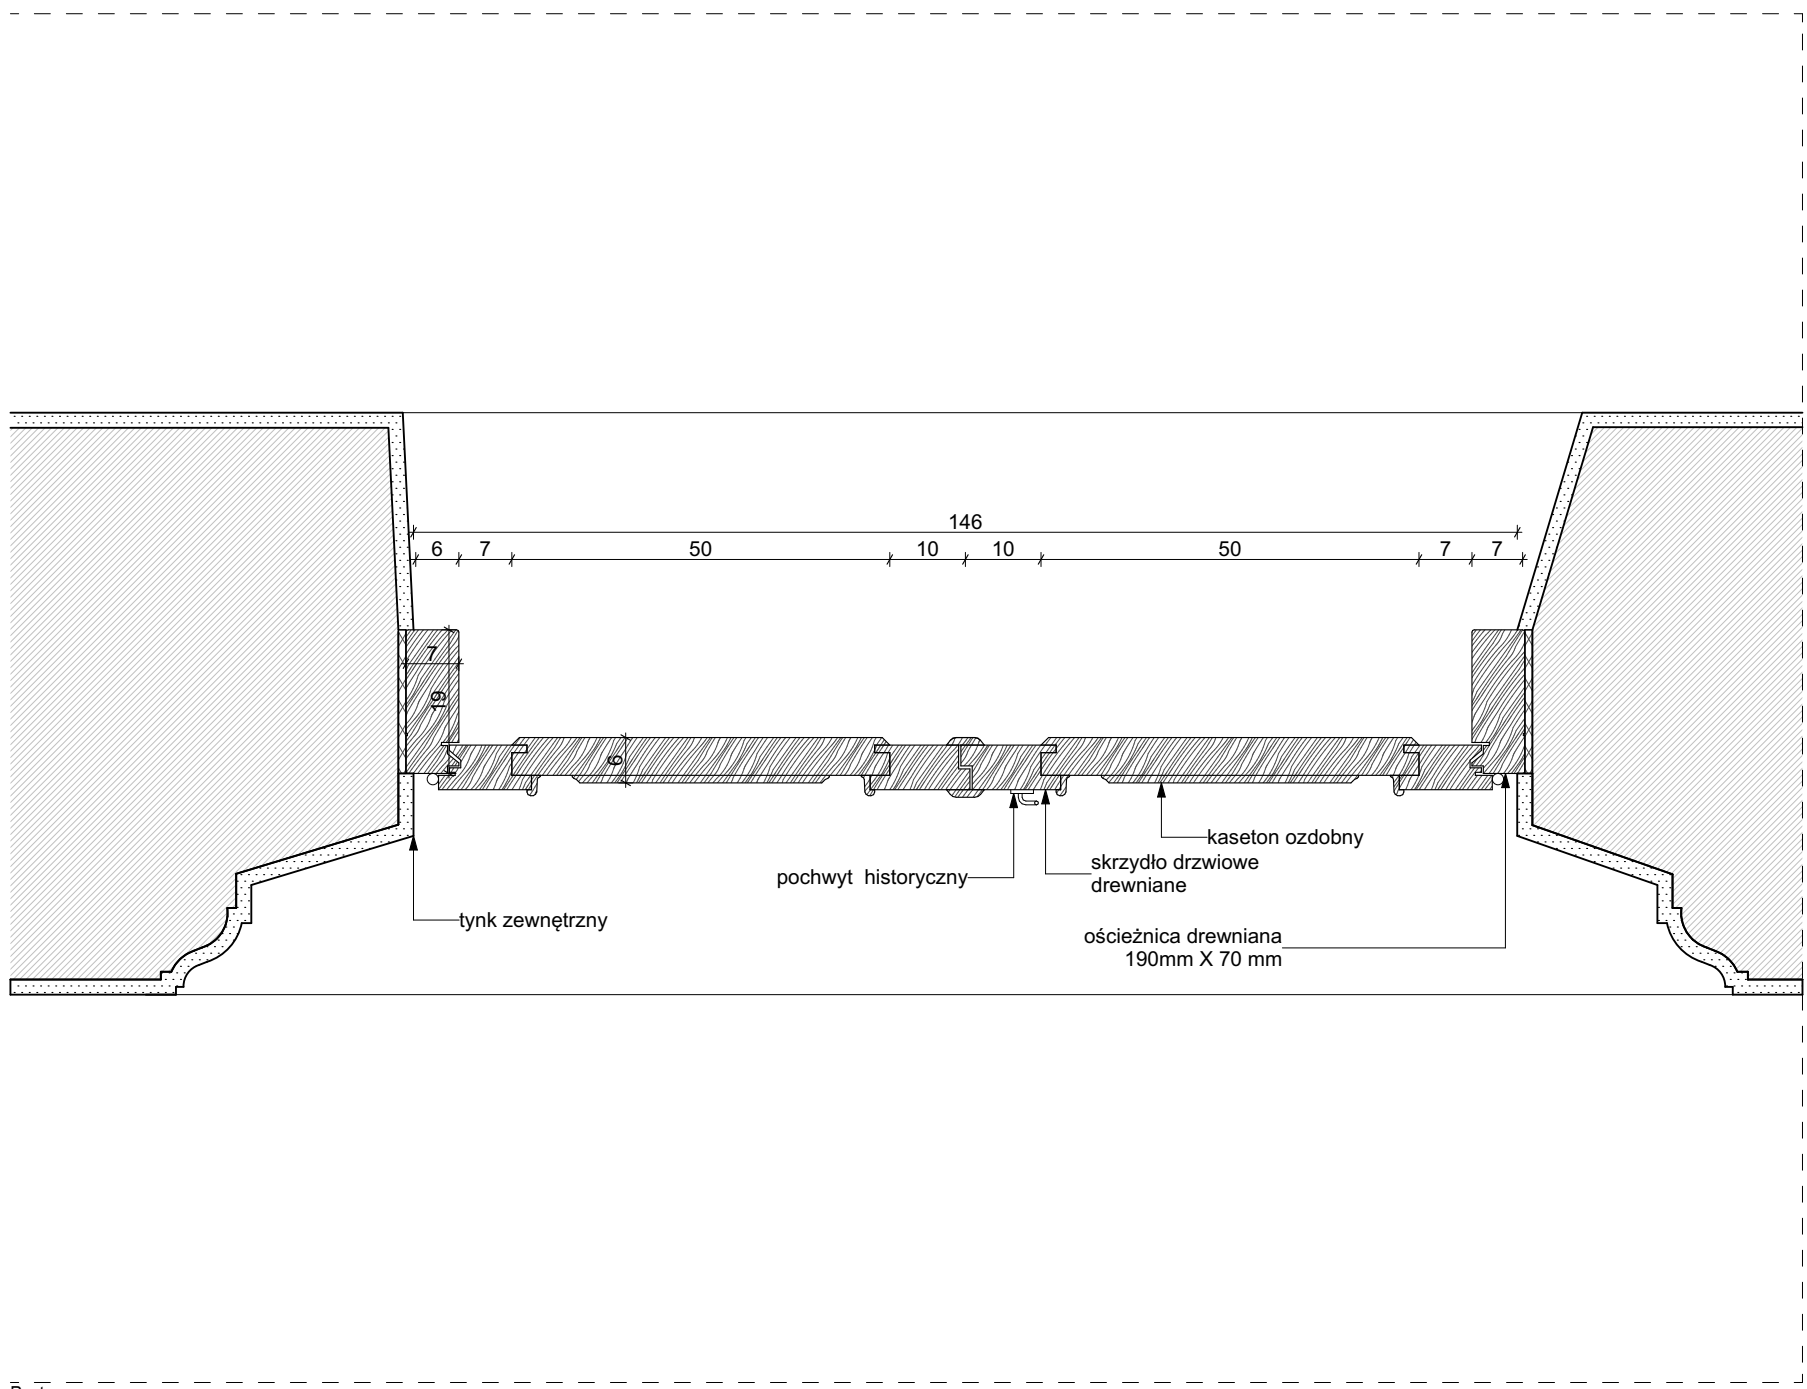 146
6 7 50 10 10 50 7 7
7
19
6
kaseton ozdobny
skrzydło drzwiowe
drewniane
pochwyt historyczny
tynk zewnętrzny
ościeżnica drewniana
190mm X 70 mm